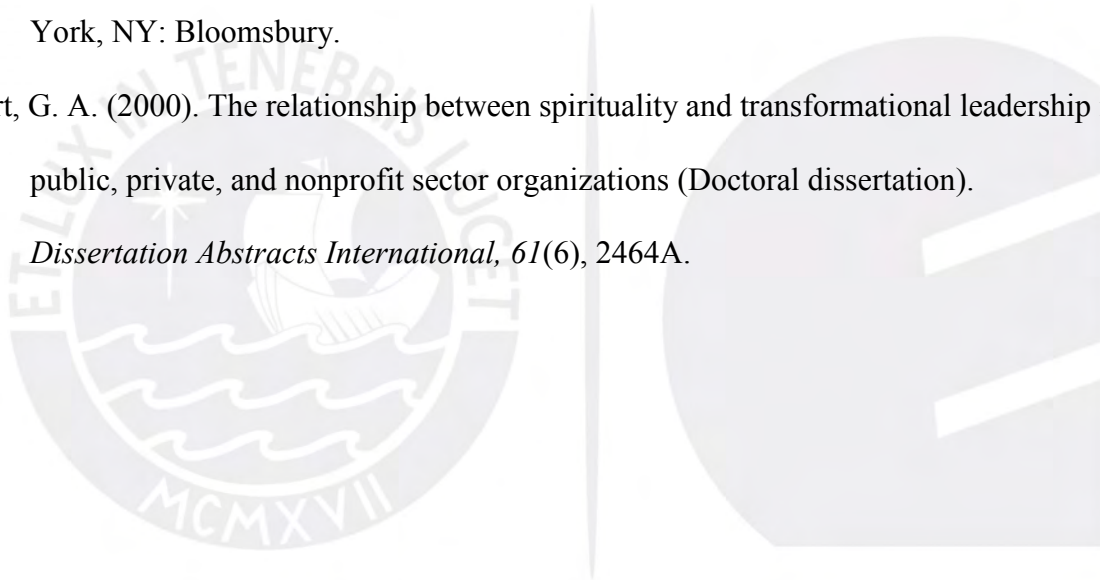 York, NY: Bloomsbury.
rt, G. A. (2000). The relationship between spirituality and transformational leadership
public, private, and nonprofit sector organizations (Doctoral dissertation).
Dissertation Abstracts International, 61(6), 2464A.
ET LUX IN TENEBRIS LUCET
MCMXVII